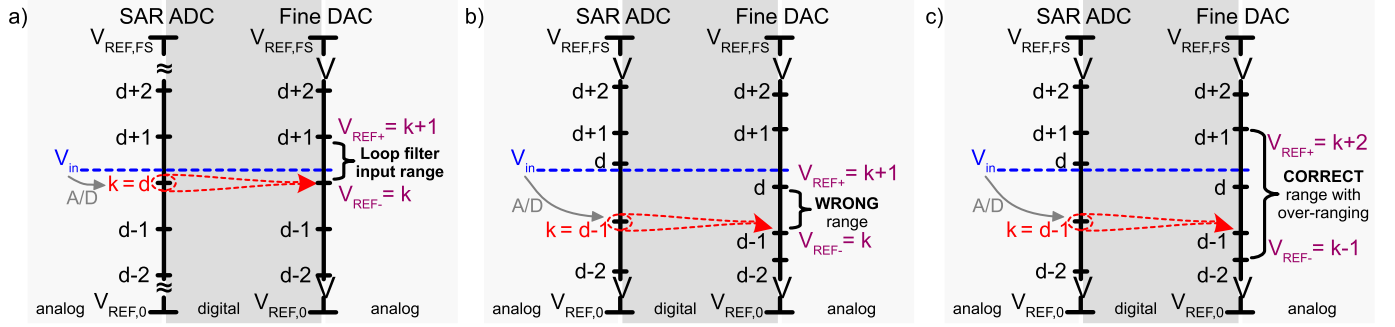 a)
SAR ADC
Fine DAC
V_REF,FS
V_REF,FS
≈
V
d+2
d+2
d+1
d+1
V_REF+ = k+1
Loop filter
input range
V_in
k = d
V_REF- = k
A/D
d-1
d-1
d-2
d-2
≈
V
V_REF,0
V_REF,0
analog
digital
analog
b)
SAR ADC
Fine DAC
V_REF,FS
V_REF,FS
V
V
d+2
d+2
d+1
d+1
d
V_in
d
V_REF+ = k+1
A/D
WRONG
range
k = d-1
d-1
V_REF- = k
d-2
d-2
V
V
V_REF,0
V_REF,0
analog
digital
analog
c)
SAR ADC
Fine DAC
V_REF,FS
V_REF,FS
V
V
d+2
d+2
d+1
d+1
V_REF+ = k+2
d
V_in
d
CORRECT
range with
over-ranging
A/D
k = d-1
d-1
V_REF- = k-1
d-2
d-2
V
V
V_REF,0
V_REF,0
analog
digital
analog